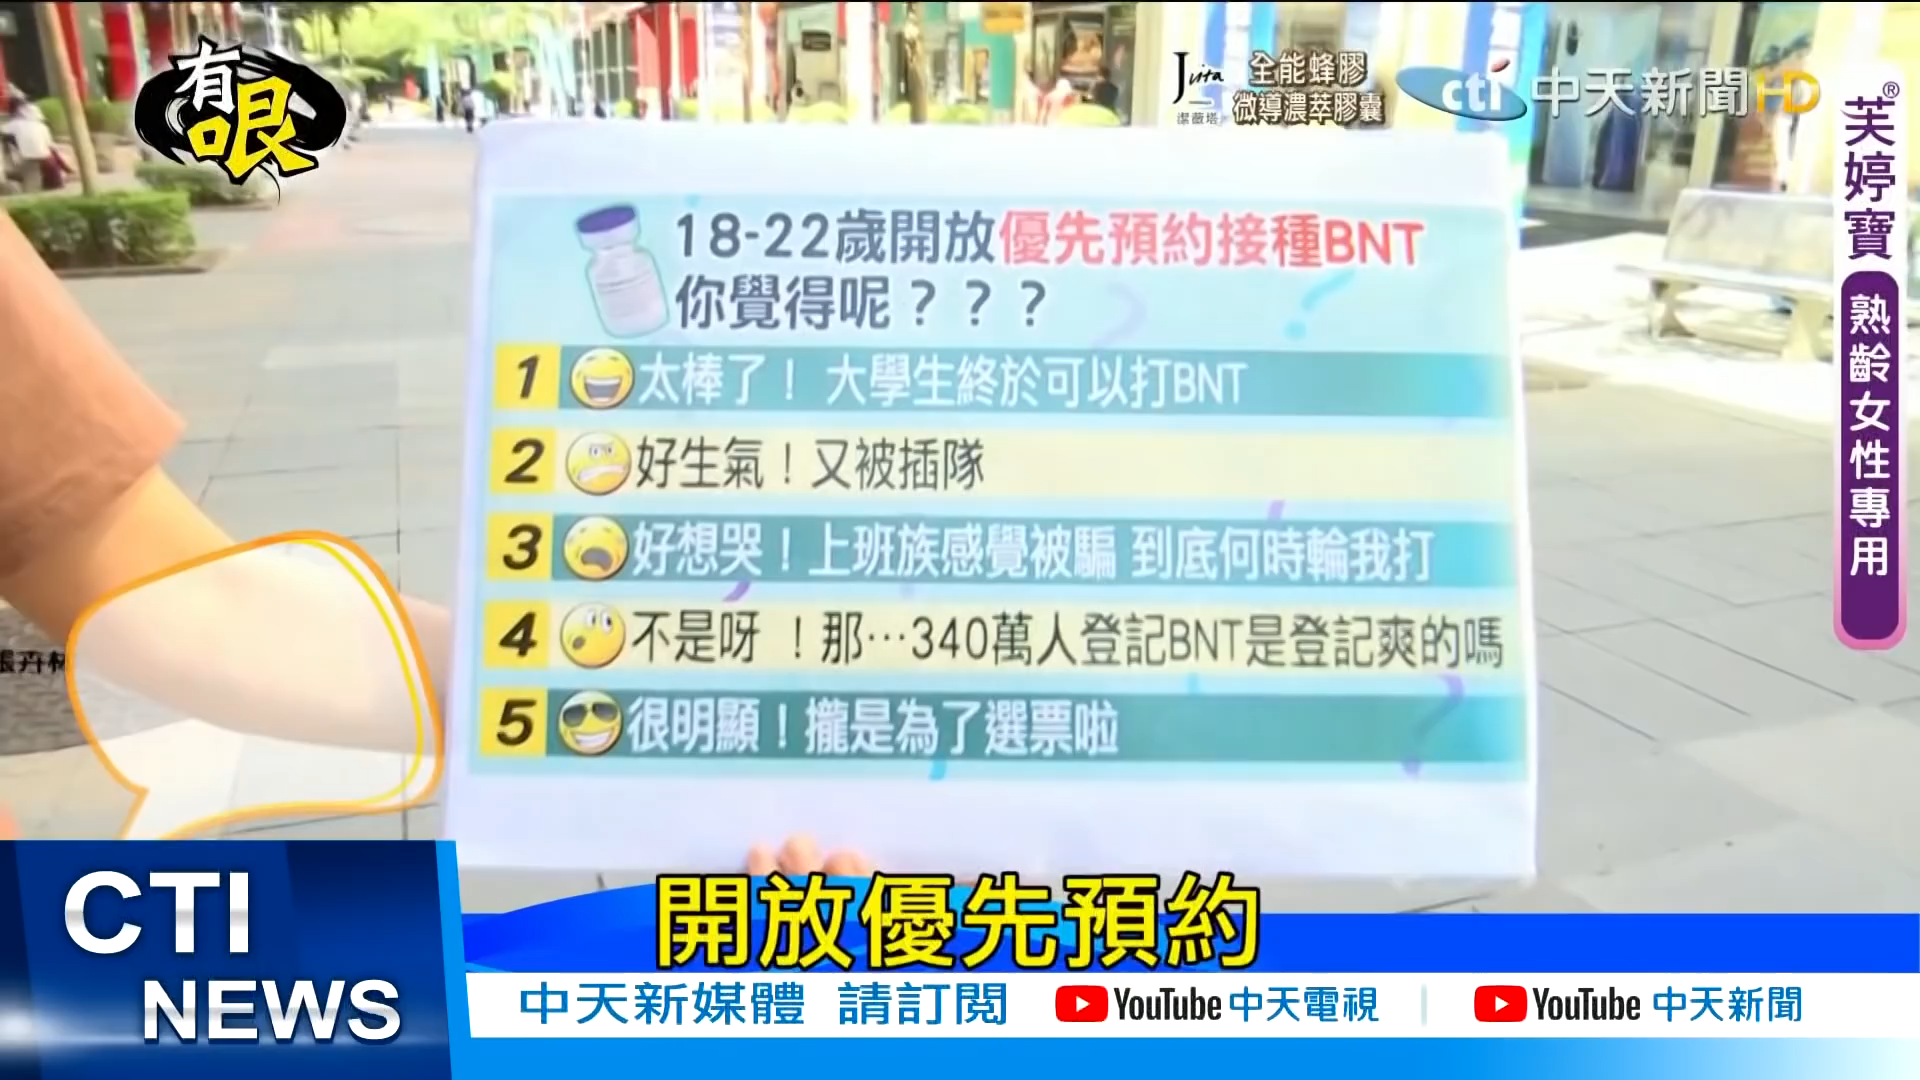 有哏
Jvita
潔薇塔
全能蜂膠
微導濃萃膠囊
cti 中天新聞HD
芙婷寶®
熟齡女性專用
18-22歲開放優先預約接種BNT
你覺得呢？？？
1 太棒了！ 大學生終於可以打BNT
2 好生氣！又被插隊
3 好想哭！上班族感覺被騙 到底何時輪我打
4 不是呀 ！那…340萬人登記BNT是登記爽的嗎
5 很明顯！攏是為了選票啦
開放優先預約
CTI
NEWS
中天新媒體 請訂閱 YouTube 中天電視 | YouTube 中天新聞